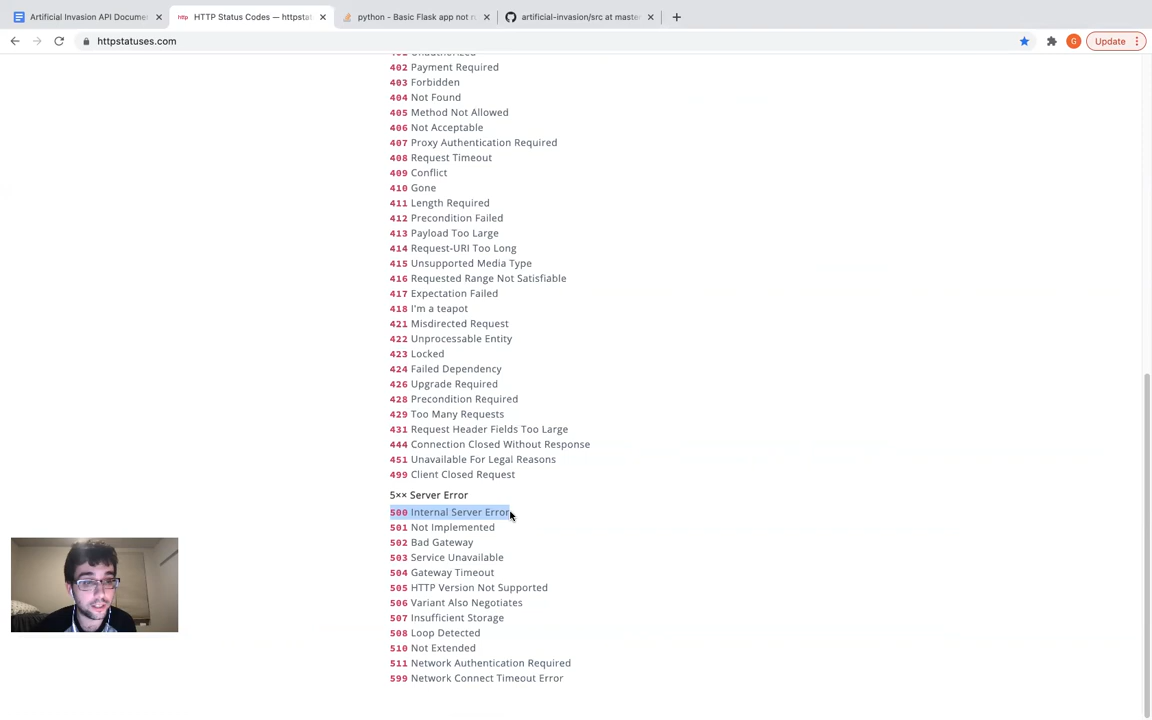 Artificial Invasion API Docume
HTTP Status Codes — httpstat
python - Basic Flask app not r
artificial-invasion/src at maste
httpstatuses.com
G
Update
402 Payment Required
403 Forbidden
404 Not Found
405 Method Not Allowed
406 Not Acceptable
407 Proxy Authentication Required
408 Request Timeout
409 Conflict
410 Gone
411 Length Required
412 Precondition Failed
413 Payload Too Large
414 Request-URI Too Long
415 Unsupported Media Type
416 Requested Range Not Satisfiable
417 Expectation Failed
418 I'm a teapot
421 Misdirected Request
422 Unprocessable Entity
423 Locked
424 Failed Dependency
426 Upgrade Required
428 Precondition Required
429 Too Many Requests
431 Request Header Fields Too Large
444 Connection Closed Without Response
451 Unavailable For Legal Reasons
499 Client Closed Request
5×× Server Error
500 Internal Server Error
501 Not Implemented
502 Bad Gateway
503 Service Unavailable
504 Gateway Timeout
505 HTTP Version Not Supported
506 Variant Also Negotiates
507 Insufficient Storage
508 Loop Detected
510 Not Extended
511 Network Authentication Required
599 Network Connect Timeout Error